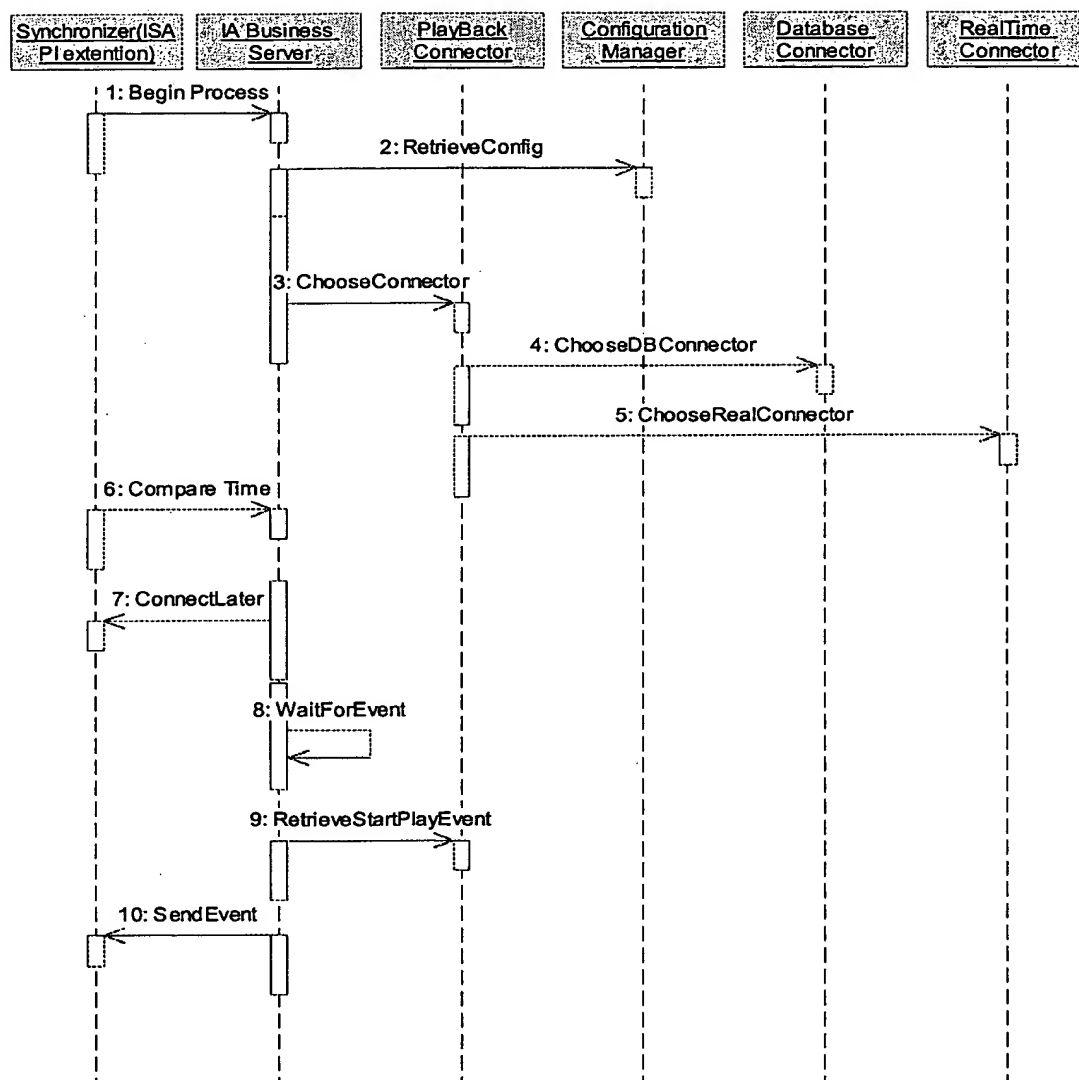 Synchronizer(ISA
PI extention)
IA Business
Server
PlayBack
Connector
Configuration
Manager
Database
Connector
RealTime
Connector
1: Begin Process
2: RetrieveConfig
3: ChooseConnector
4: ChooseDBConnector
5: ChooseRealConnector
6: Compare Time
7: ConnectLater
8: WaitForEvent
9: RetrieveStartPlayEvent
10: SendEvent